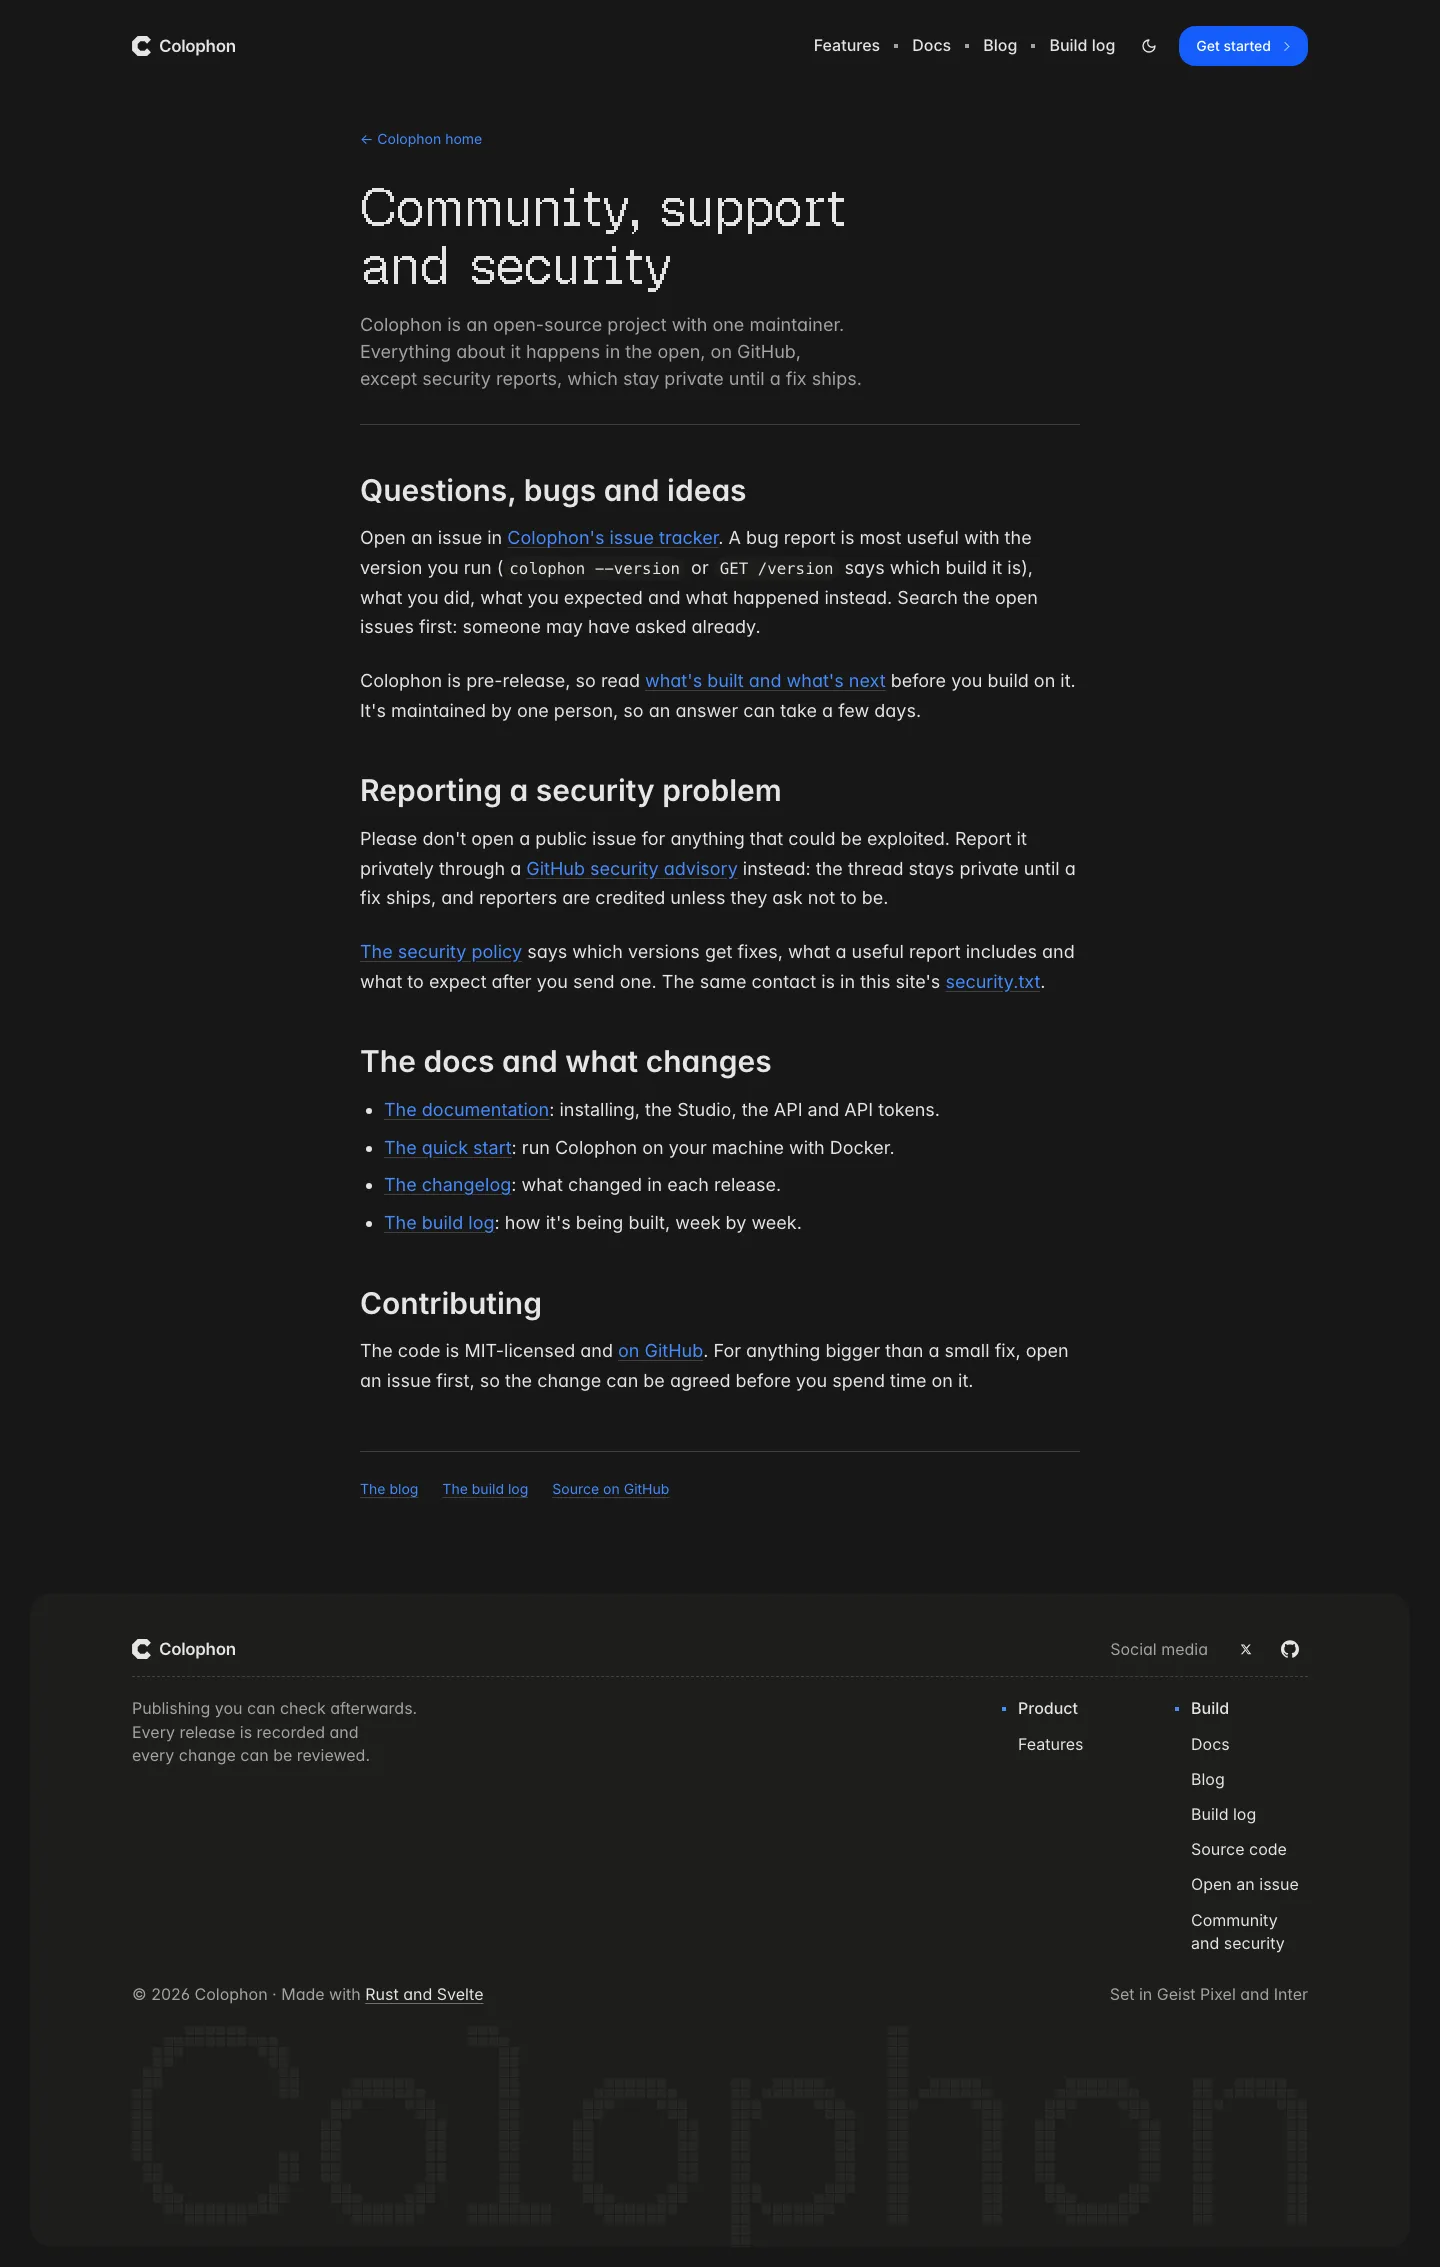 Colophon
Features
Docs
Blog
Build log
Get started
← Colophon home
Community, support
and security
Colophon is an open-source project with one maintainer.
Everything about it happens in the open, on GitHub,
except security reports, which stay private until a fix ships.
Questions, bugs and ideas
Open an issue in Colophon's issue tracker. A bug report is most useful with the
version you run ( colophon --version or GET /version says which build it is),
what you did, what you expected and what happened instead. Search the open
issues first: someone may have asked already.
Colophon is pre-release, so read what's built and what's next before you build on it.
It's maintained by one person, so an answer can take a few days.
Reporting a security problem
Please don't open a public issue for anything that could be exploited. Report it
privately through a GitHub security advisory instead: the thread stays private until a
fix ships, and reporters are credited unless they ask not to be.
The security policy says which versions get fixes, what a useful report includes and
what to expect after you send one. The same contact is in this site's security.txt.
The docs and what changes
• The documentation: installing, the Studio, the API and API tokens.
• The quick start: run Colophon on your machine with Docker.
• The changelog: what changed in each release.
• The build log: how it's being built, week by week.
Contributing
The code is MIT-licensed and on GitHub. For anything bigger than a small fix, open
an issue first, so the change can be agreed before you spend time on it.
The blog
The build log
Source on GitHub
Colophon
Social media
Publishing you can check afterwards.
Every release is recorded and
every change can be reviewed.
Product
Features
Build
Docs
Blog
Build log
Source code
Open an issue
Community
and security
© 2026 Colophon · Made with Rust and Svelte
Set in Geist Pixel and Inter
Colophon